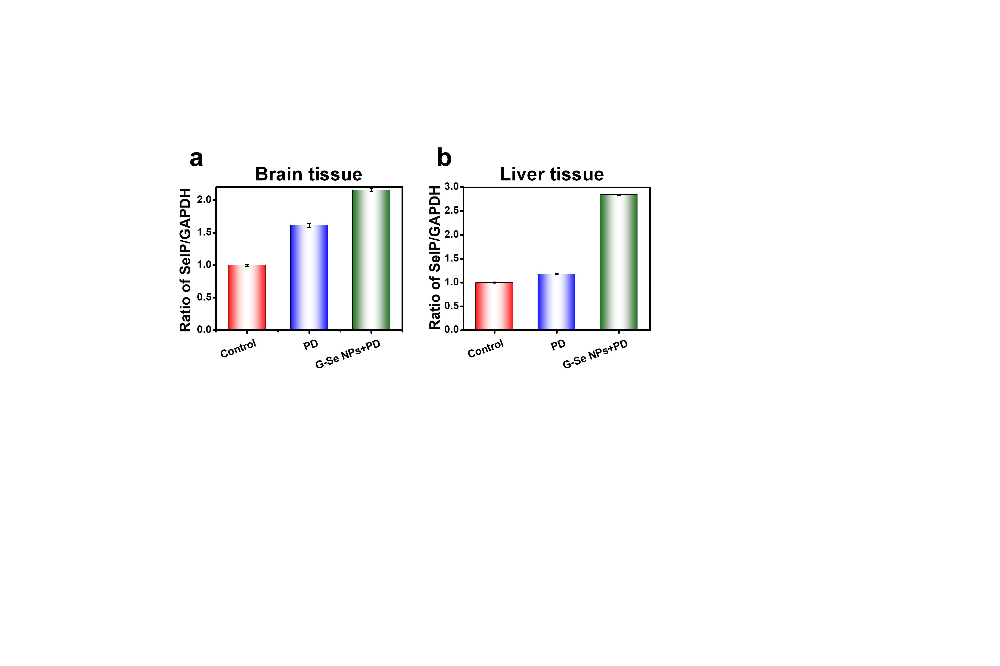 a
Brain tissue
Ratio of SelP/GAPDH
2.0
1.5
1.0
0.5
0.0
Control
PD
G-Se NPs+PD
b
Liver tissue
Ratio of SelP/GAPDH
3.0
2.5
2.0
1.5
1.0
0.5
0.0
Control
PD
G-Se NPs+PD